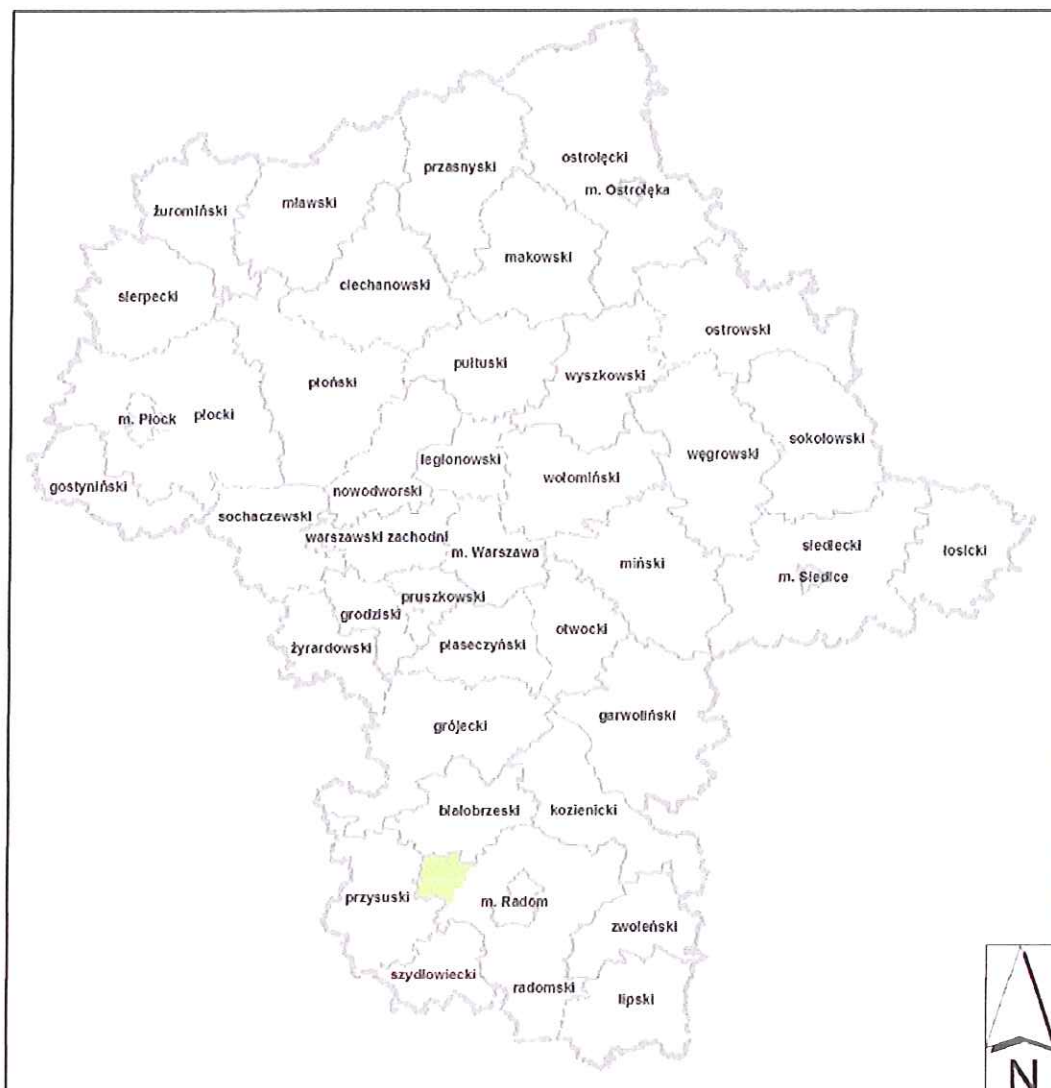 ostrołęcki
przasnyski
m. Ostrołęka
mławski
żuromiński
makowski
ciechanowski
sierpecki
ostrowski
pułtuski
wyszkowski
płoński
m. Płock
płocki
sokołowski
węgrowski
legionowski
wołomiński
gostyniński
nowodworski
sochaczewski
warszawski zachodni
siedlecki
m. Warszawa
łosicki
miński
m. Siedlce
pruszkowski
grodziski
otwocki
piaseczyński
żyrardowski
garwoliński
grójecki
białobrzeski
kozienicki
przysuski
m. Radom
zwoleński
szydłowiecki
radomski
lipski
N